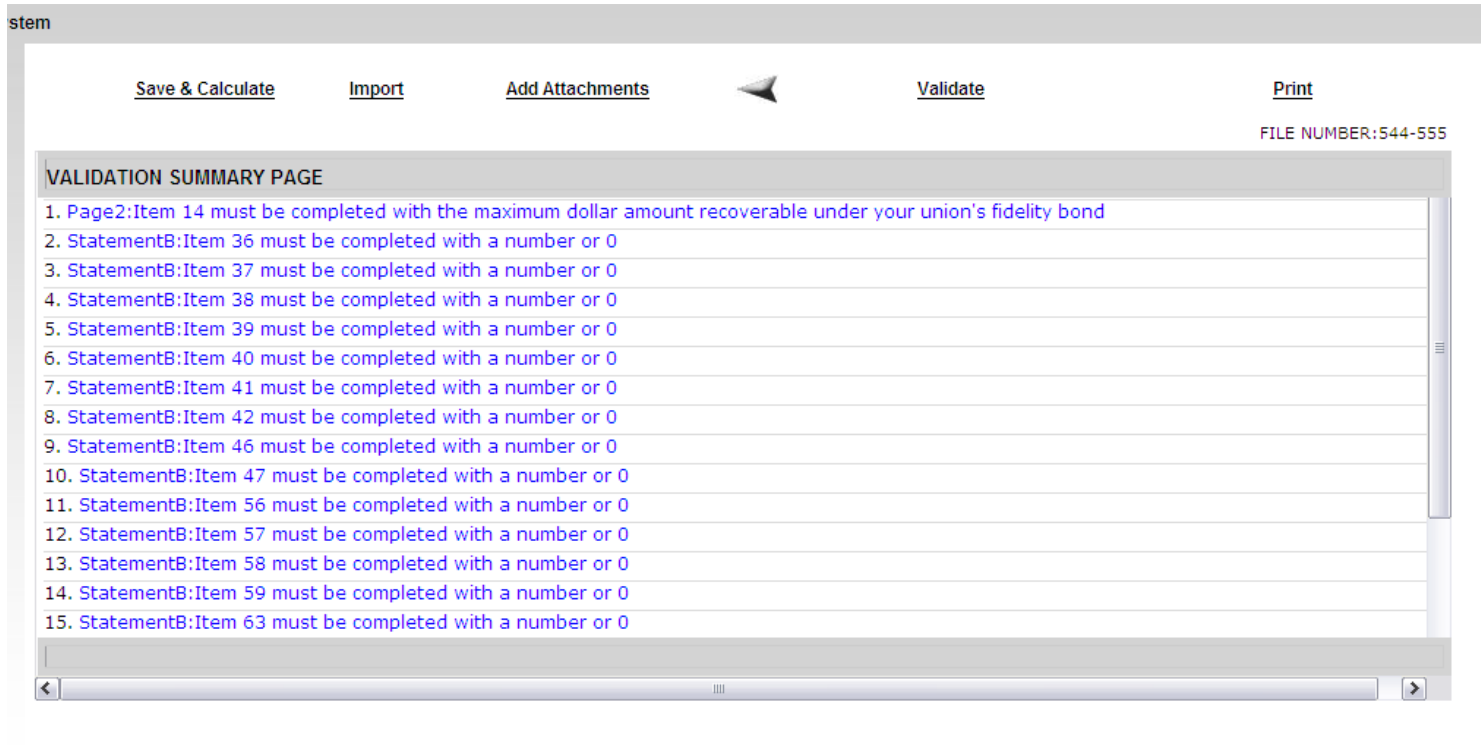 stem
Save & Calculate Import Add Attachments Validate Print
FILE NUMBER:544-555
VALIDATION SUMMARY PAGE
1. Page2:Item 14 must be completed with the maximum dollar amount recoverable under your union's fidelity bond
2. StatementB:Item 36 must be completed with a number or 0
3. StatementB:Item 37 must be completed with a number or 0
4. StatementB:Item 38 must be completed with a number or 0
5. StatementB:Item 39 must be completed with a number or 0
6. StatementB:Item 40 must be completed with a number or 0
7. StatementB:Item 41 must be completed with a number or 0
8. StatementB:Item 42 must be completed with a number or 0
9. StatementB:Item 46 must be completed with a number or 0
10. StatementB:Item 47 must be completed with a number or 0
11. StatementB:Item 56 must be completed with a number or 0
12. StatementB:Item 57 must be completed with a number or 0
13. StatementB:Item 58 must be completed with a number or 0
14. StatementB:Item 59 must be completed with a number or 0
15. StatementB:Item 63 must be completed with a number or 0